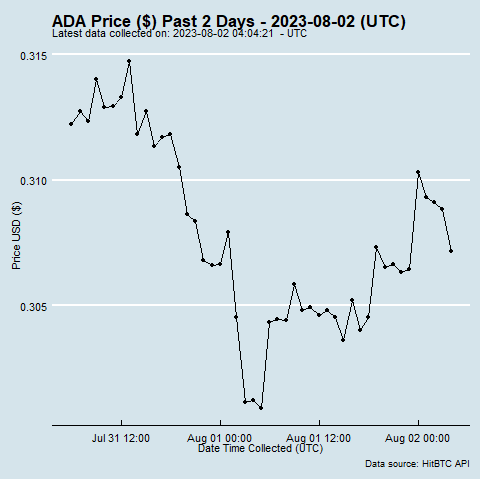 ADA Price ($) Past 2 Days - 2023-08-02 (UTC)
Latest data collected on: 2023-08-02 04:04:21 - UTC
0.315
0.310
0.305
Price USD ($)
Jul 31 12:00 Aug 01 00:00 Aug 01 12:00 Aug 02 00:00
Date Time Collected (UTC)
Data source: HitBTC API